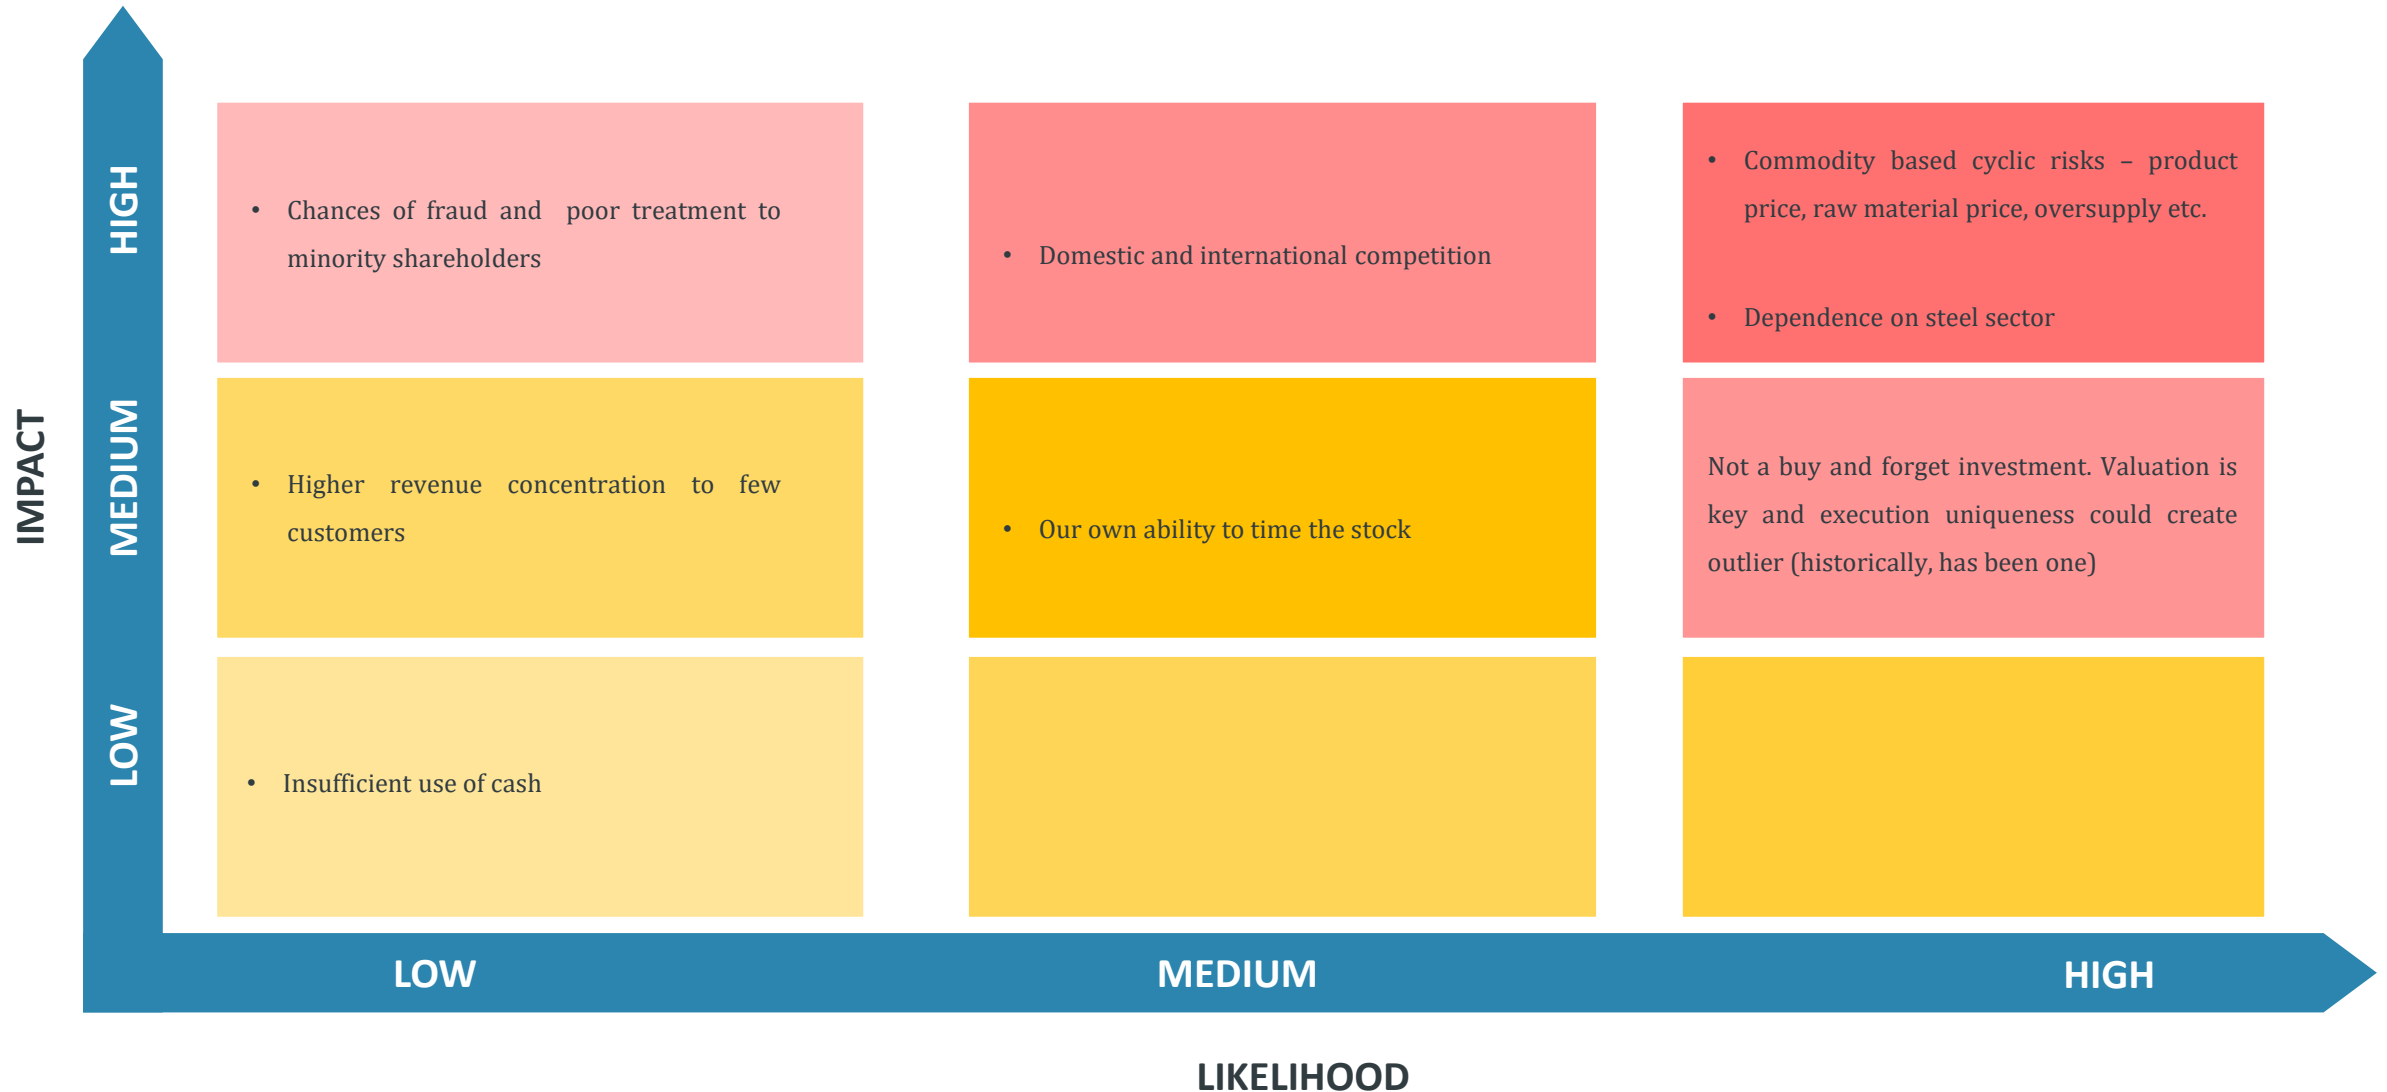 HIGH
• Chances of fraud and poor treatment to
minority shareholders
• Domestic and international competition
• Commodity based cyclic risks – product
price, raw material price, oversupply etc.
• Dependence on steel sector
IMPACT
MEDIUM
• Higher revenue concentration to few
customers
• Our own ability to time the stock
Not a buy and forget investment. Valuation is
key and execution uniqueness could create
outlier (historically, has been one)
LOW
• Insufficient use of cash
LOW
MEDIUM
HIGH
LIKELIHOOD